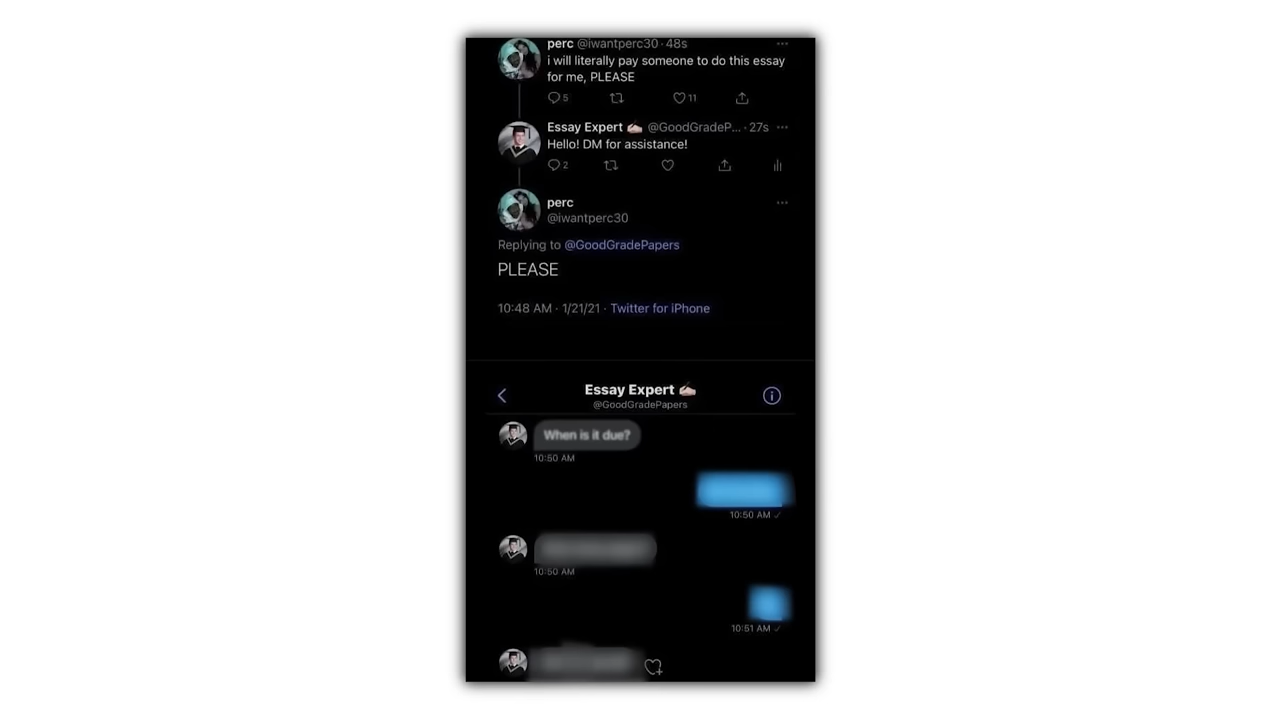 perc @iwantperc30 · 48s
i will literally pay someone to do this essay
for me, PLEASE
5 11
Essay Expert ✍🏻 @GoodGradeP... · 27s
Hello! DM for assistance!
2
perc
@iwantperc30
Replying to @GoodGradePapers
PLEASE
10:48 AM · 1/21/21 · Twitter for iPhone
Essay Expert ✍🏻
@GoodGradePapers
When is it due?
10:50 AM
10:50 AM ✓
10:50 AM
10:51 AM ✓